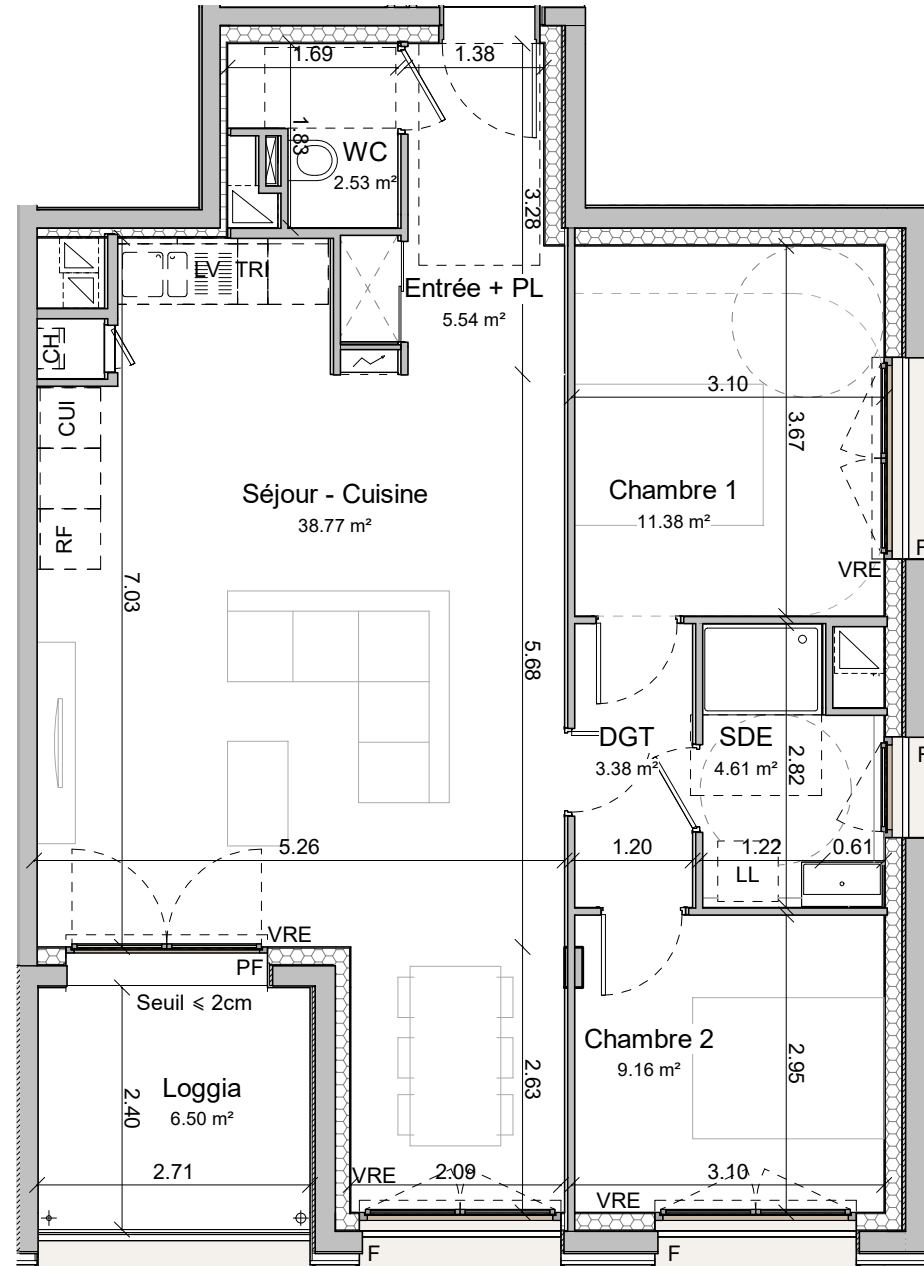 1.69
1.38
1.83
WC
2.53 m²
3.28
LV
TRI
Entrée + PL
5.54 m²
CH
CUI
RF
3.10
3.67
Séjour - Cuisine
38.77 m²
Chambre 1
11.38 m²
F
VRE
7.03
5.68
DGT
3.38 m²
SDE
4.61 m²
2.82
F
5.26
1.20
1.22
0.61
LL
VRE
PF
Seuil ⩽ 2cm
Chambre 2
9.16 m²
2.95
2.63
Loggia
6.50 m²
2.40
2.71
VRE
2.09
3.10
VRE
F
F